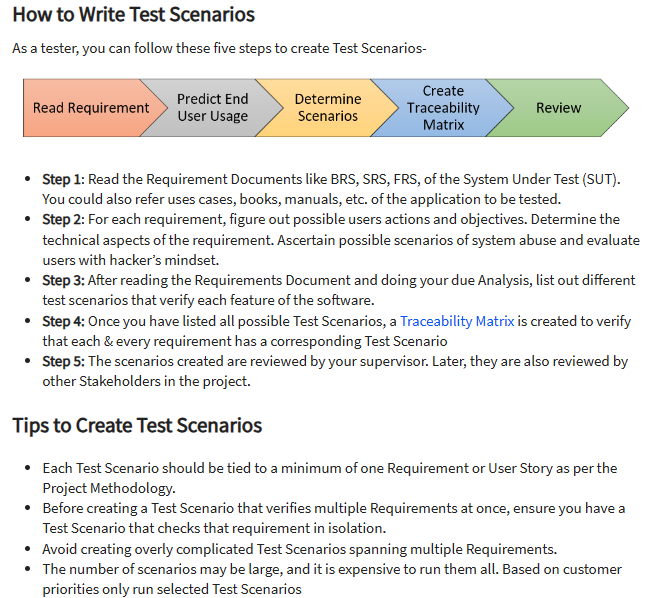 How to Write Test Scenarios
As a tester, you can follow these five steps to create Test Scenarios-
Read Requirement
Predict End
User Usage
Determine
Scenarios
Create
Traceability
Matrix
Review
• Step 1: Read the Requirement Documents like BRS, SRS, FRS, of the System Under Test (SUT).
You could also refer uses cases, books, manuals, etc. of the application to be tested.
• Step 2: For each requirement, figure out possible users actions and objectives. Determine the
technical aspects of the requirement. Ascertain possible scenarios of system abuse and evaluate
users with hacker’s mindset.
• Step 3: After reading the Requirements Document and doing your due Analysis, list out different
test scenarios that verify each feature of the software.
• Step 4: Once you have listed all possible Test Scenarios, a Traceability Matrix is created to verify
that each & every requirement has a corresponding Test Scenario
• Step 5: The scenarios created are reviewed by your supervisor. Later, they are also reviewed by
other Stakeholders in the project.
Tips to Create Test Scenarios
• Each Test Scenario should be tied to a minimum of one Requirement or User Story as per the
Project Methodology.
• Before creating a Test Scenario that verifies multiple Requirements at once, ensure you have a
Test Scenario that checks that requirement in isolation.
• Avoid creating overly complicated Test Scenarios spanning multiple Requirements.
• The number of scenarios may be large, and it is expensive to run them all. Based on customer
priorities only run selected Test Scenarios